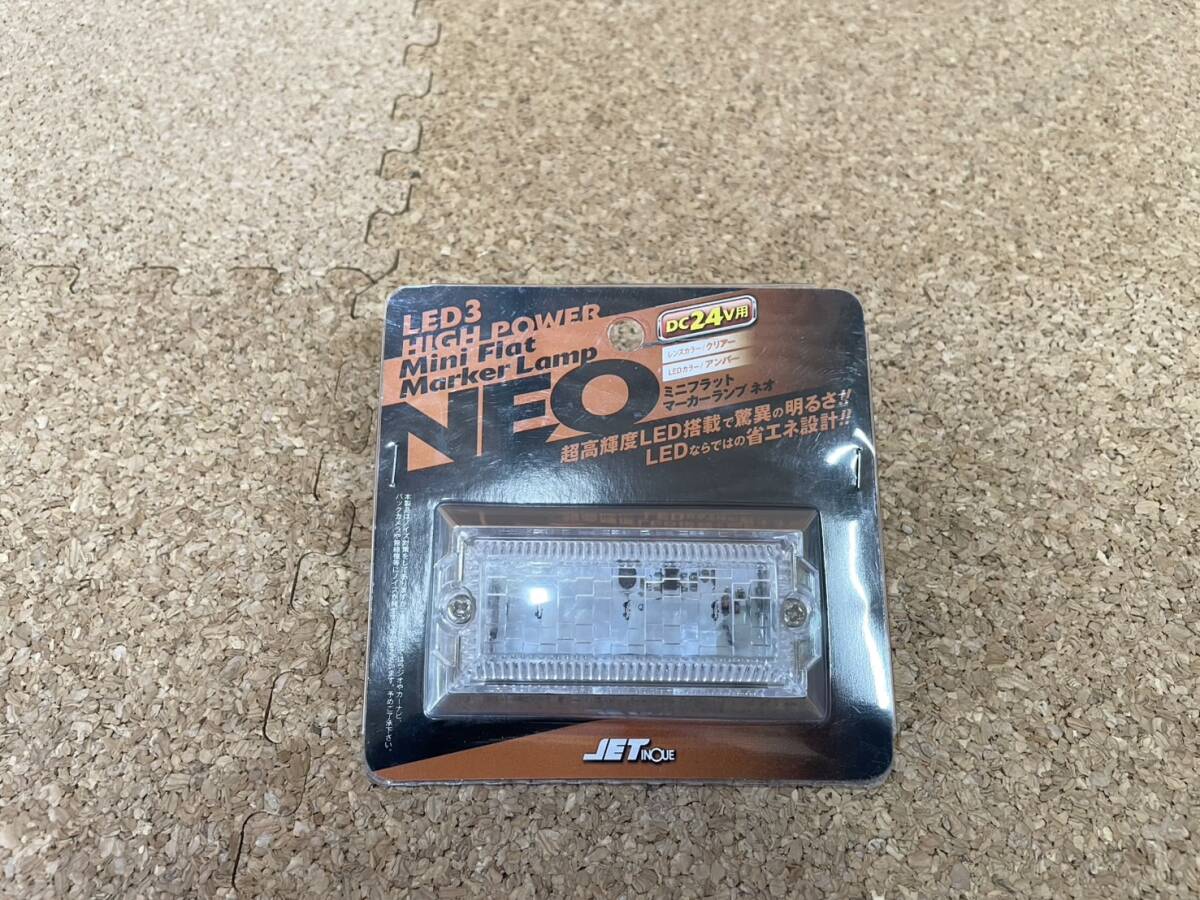 LED3
HIGH POWER
Mini Flat
Marker Lamp
NEO
DC24V用
レンズカラー/クリアー
LEDカラー/アンバー
ミニフラット
マーカーランプ ネオ
超高輝度LED搭載で驚異の明るさ!!
LEDならではの省エネ設計!!
JET INOUE